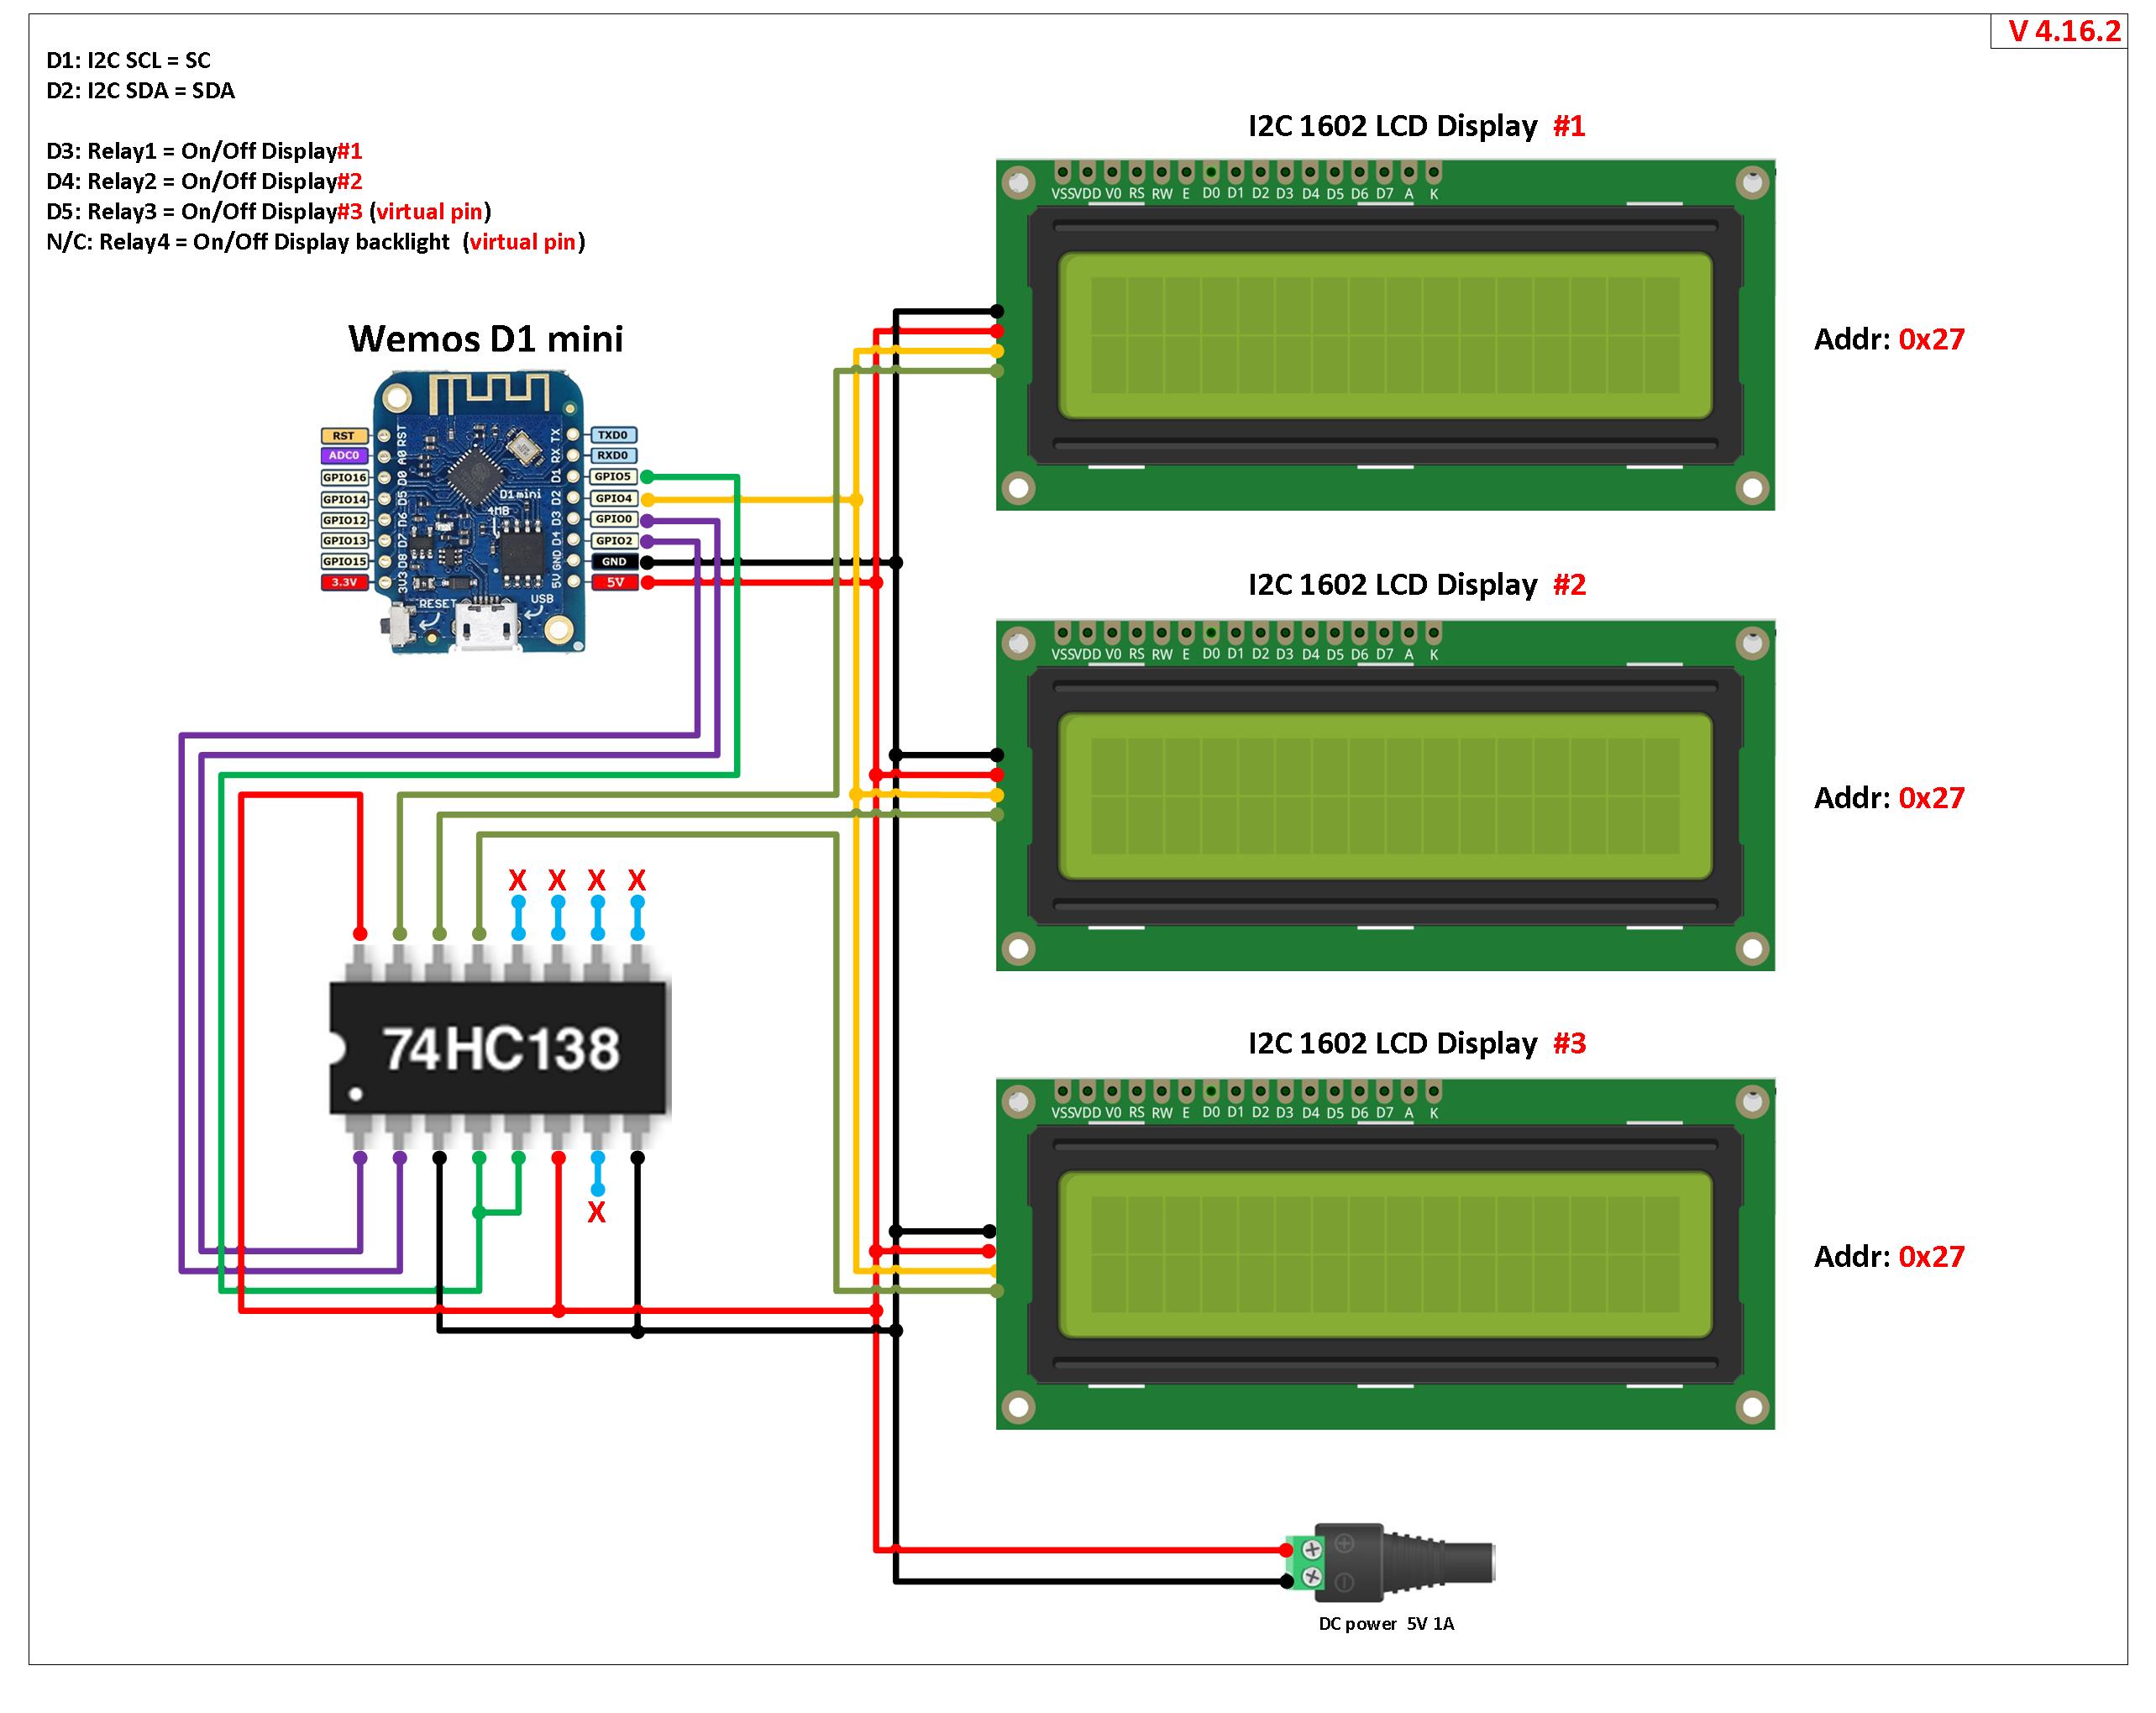 V 4.16.2
D1: I2C SCL = SC
D2: I2C SDA = SDA
D3: Relay1 = On/Off Display#1
D4: Relay2 = On/Off Display#2
D5: Relay3 = On/Off Display#3 (virtual pin)
N/C: Relay4 = On/Off Display backlight (virtual pin)
I2C 1602 LCD Display #1
VSS VDD V0 RS RW E D0 D1 D2 D3 D4 D5 D6 D7 A K
Addr: 0x27
Wemos D1 mini
RST RST TX TXD0
ADC0 A0 RX RXD0
GPIO16 D0 D1 GPIO5
GPIO14 D5 D2 GPIO4
D1 mini
4MB
GPIO12 D6 D3 GPIO0
GPIO13 D7 D4 GPIO2
GPIO15 D8 GND GND
3.3V 3V3 5V 5V
RESET USB
I2C 1602 LCD Display #2
VSS VDD V0 RS RW E D0 D1 D2 D3 D4 D5 D6 D7 A K
Addr: 0x27
X X X X
74HC138
X
I2C 1602 LCD Display #3
VSS VDD V0 RS RW E D0 D1 D2 D3 D4 D5 D6 D7 A K
Addr: 0x27
DC power 5V 1A